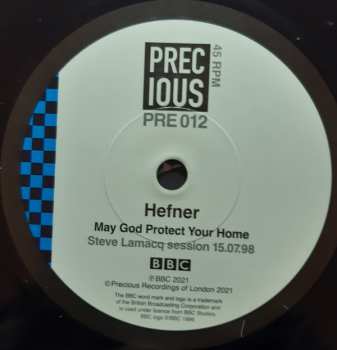 PREC
IOUS
45 RPM
PRE 012
Hefner
May God Protect Your Home
Steve Lamacq session 15.07.98
BBC
℗ BBC 2021
© Precious Recordings of London 2021
The BBC word mark and logo is a trademark
of the British Broadcasting Corporation and
is used under licence from BBC Studios.
BBC logo © BBC 1996